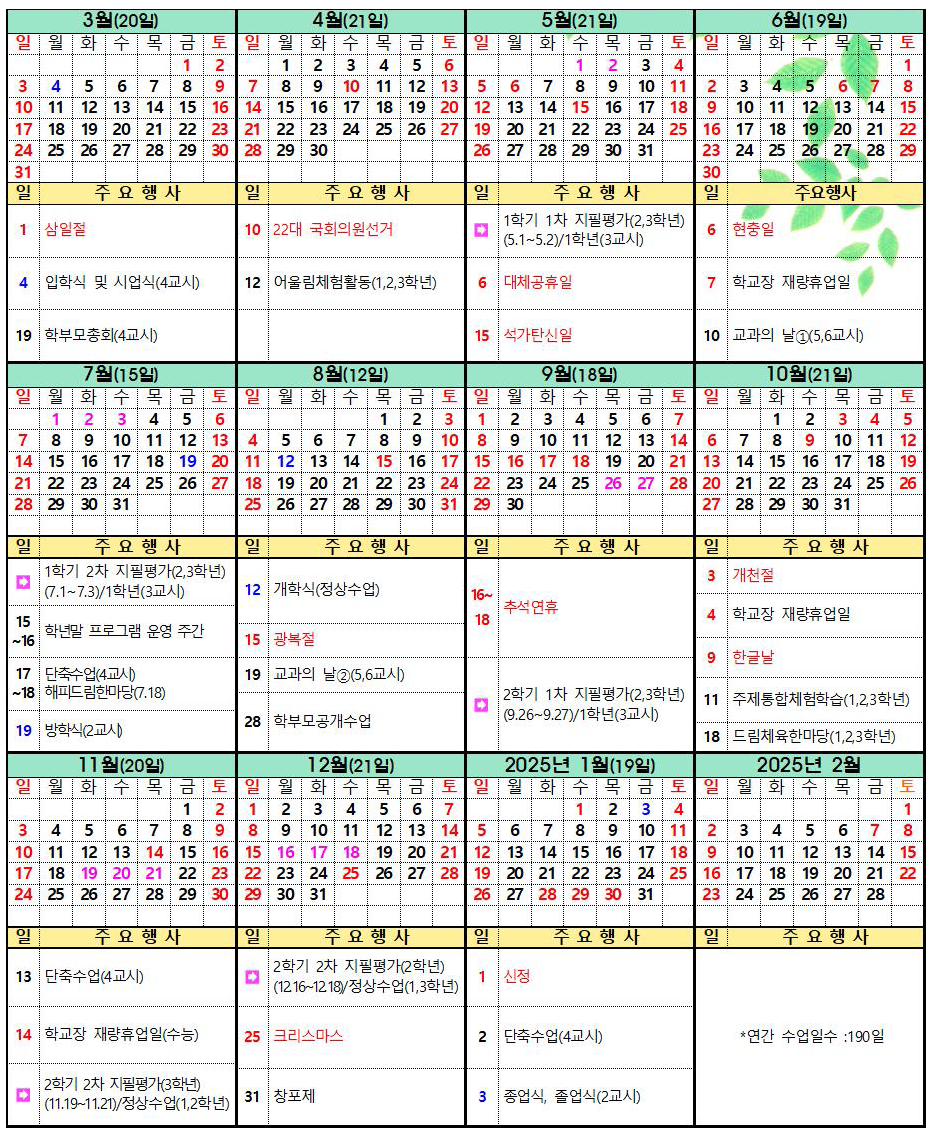 3월(20일) 4월(21일) 5월(21일) 6월(19일)
일 월 화 수 목 금 토 일 월 화 수 목 금 토 일 월 화 수 목 금 토 일 월 화 수 목 금 토
1 2 1 2 3 4 5 6 1 2 3 4 1
3 4 5 6 7 8 9 7 8 9 10 11 12 13 5 6 7 8 9 10 11 2 3 4 5 6 7 8
10 11 12 13 14 15 16 14 15 16 17 18 19 20 12 13 14 15 16 17 18 9 10 11 12 13 14 15
17 18 19 20 21 22 23 21 22 23 24 25 26 27 19 20 21 22 23 24 25 16 17 18 19 20 21 22
24 25 26 27 28 29 30 28 29 30 26 27 28 29 30 31 23 24 25 26 27 28 29
31 30
일 주 요 행 사 일 주 요 행 사 일 주 요 행 사 일 주요행사
1 삼일절
4 입학식 및 시업식(4교시)
19 학부모총회(4교시)
10 22대 국회의원선거
12 어울림체험활동(1,2,3학년)
➡ 1학기 1차 지필평가(2,3학년)
(5.1~5.2)/1학년(3교시)
6 대체공휴일
15 석가탄신일
6 현충일
7 학교장 재량휴업일
10 교과의 날①(5,6교시)
7월(15일) 8월(12일) 9월(18일) 10월(21일)
일 월 화 수 목 금 토 일 월 화 수 목 금 토 일 월 화 수 목 금 토 일 월 화 수 목 금 토
1 2 3 4 5 6 1 2 3 1 2 3 4 5 6 7 1 2 3 4 5
7 8 9 10 11 12 13 4 5 6 7 8 9 10 8 9 10 11 12 13 14 6 7 8 9 10 11 12
14 15 16 17 18 19 20 11 12 13 14 15 16 17 15 16 17 18 19 20 21 13 14 15 16 17 18 19
21 22 23 24 25 26 27 18 19 20 21 22 23 24 22 23 24 25 26 27 28 20 21 22 23 24 25 26
28 29 30 31 25 26 27 28 29 30 31 29 30 27 28 29 30 31
일 주 요 행 사 일 주 요 행 사 일 주 요 행 사 일 주 요 행 사
➡ 1학기 2차 지필평가(2,3학년)
(7.1~7.3)/1학년(3교시)
15
~16 학년말 프로그램 운영 주간
17 단축수업(4교시)
~18 해피드림한마당(7.18)
19 방학식(2교시)
12 개학식(정상수업)
15 광복절
19 교과의 날②(5,6교시)
28 학부모공개수업
16~
18 추석연휴
➡ 2학기 1차 지필평가(2,3학년)
(9.26~9.27)/1학년(3교시)
3 개천절
4 학교장 재량휴업일
9 한글날
11 주제통합체험학습(1,2,3학년)
18 드림체육한마당(1,2,3학년)
11월(20일) 12월(21일) 2025년 1월(19일) 2025년 2월
일 월 화 수 목 금 토 일 월 화 수 목 금 토 일 월 화 수 목 금 토 일 월 화 수 목 금 토
1 2 1 2 3 4 5 6 7 1 2 3 4 1
3 4 5 6 7 8 9 8 9 10 11 12 13 14 5 6 7 8 9 10 11 2 3 4 5 6 7 8
10 11 12 13 14 15 16 15 16 17 18 19 20 21 12 13 14 15 16 17 18 9 10 11 12 13 14 15
17 18 19 20 21 22 23 22 23 24 25 26 27 28 19 20 21 22 23 24 25 16 17 18 19 20 21 22
24 25 26 27 28 29 30 29 30 31 26 27 28 29 30 31 23 24 25 26 27 28
일 주 요 행 사 일 주 요 행 사 일 주 요 행 사 일 주 요 행 사
13 단축수업(4교시)
14 학교장 재량휴업일(수능)
➡ 2학기 2차 지필평가(3학년)
(11.19~11.21)/정상수업(1,2학년)
➡ 2학기 2차 지필평가(2학년)
(12.16~12.18)/정상수업(1,3학년)
25 크리스마스
31 창포제
1 신정
2 단축수업(4교시)
3 종업식, 졸업식(2교시)
*연간 수업일수 :190일